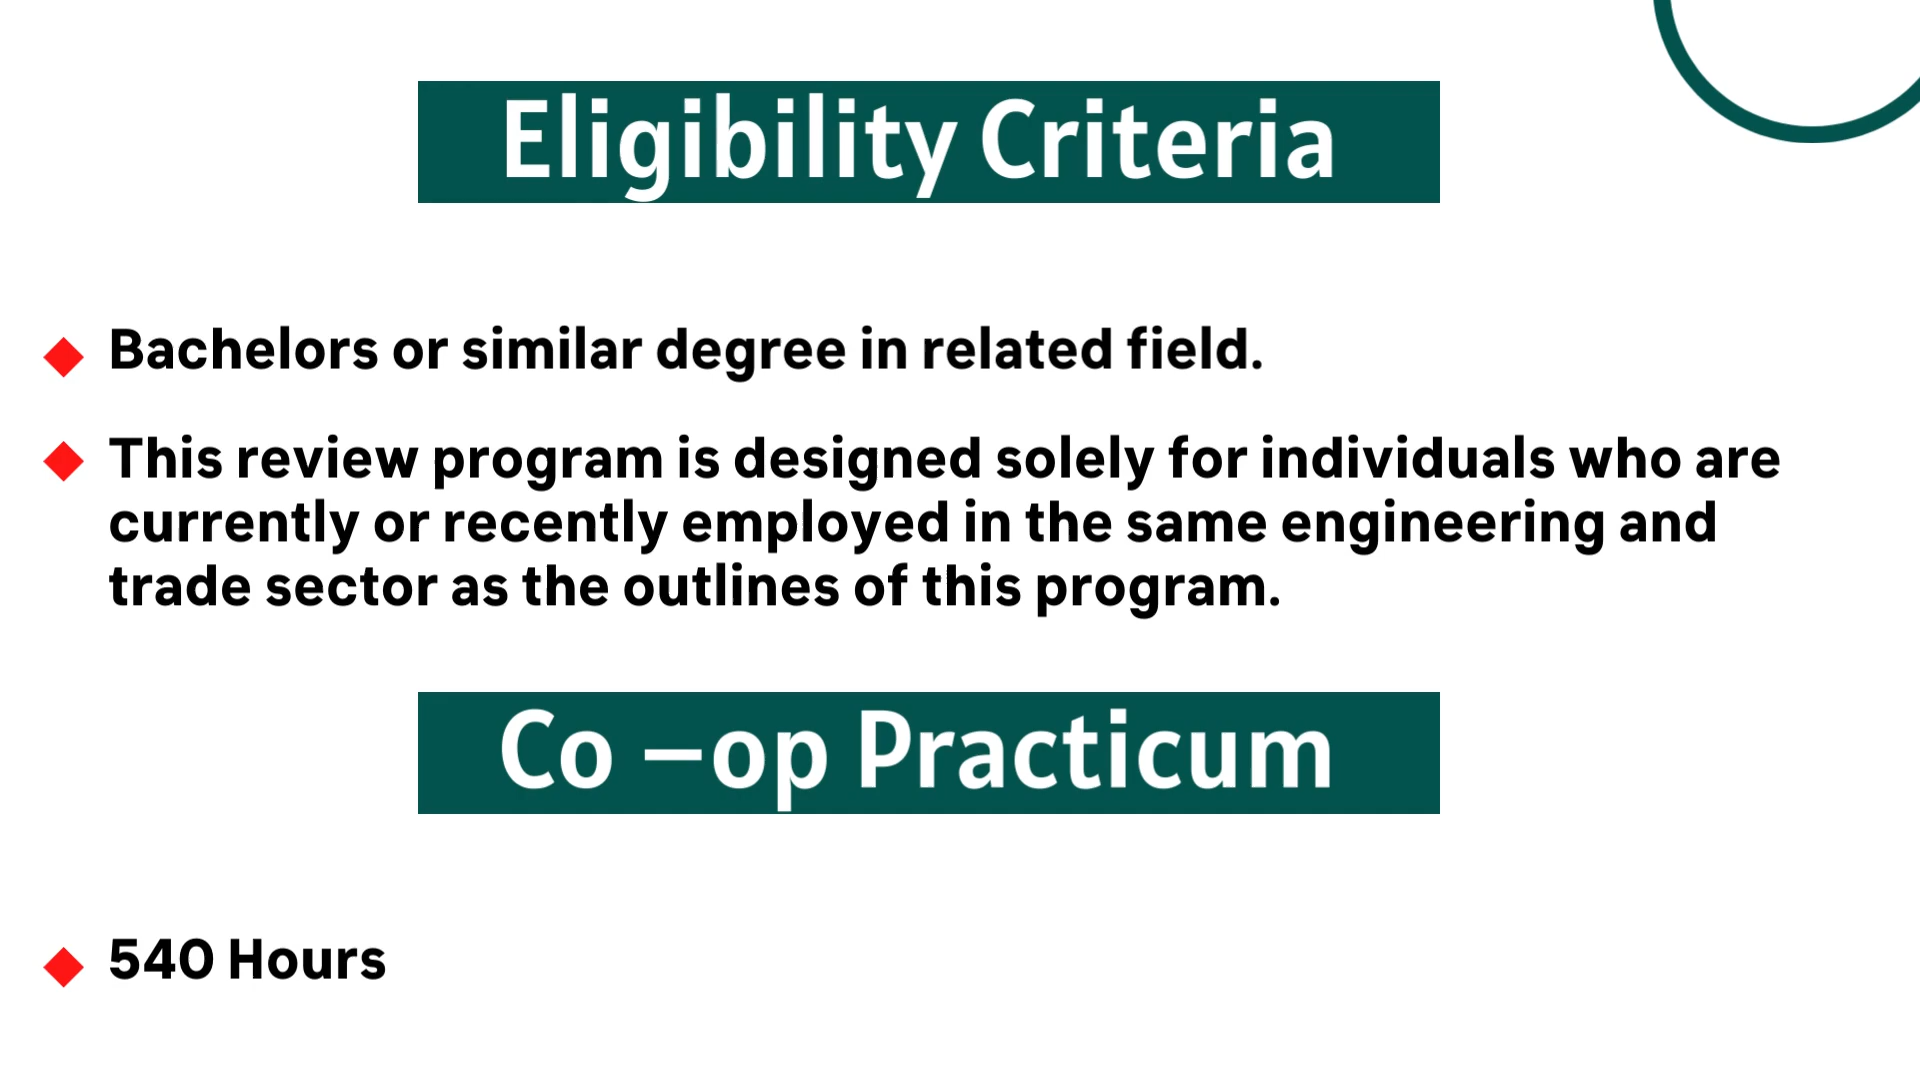 Eligibility Criteria
Bachelors or similar degree in related field.
This review program is designed solely for individuals who are
currently or recently employed in the same engineering and
trade sector as the outlines of this program.
Co –op Practicum
540 Hours